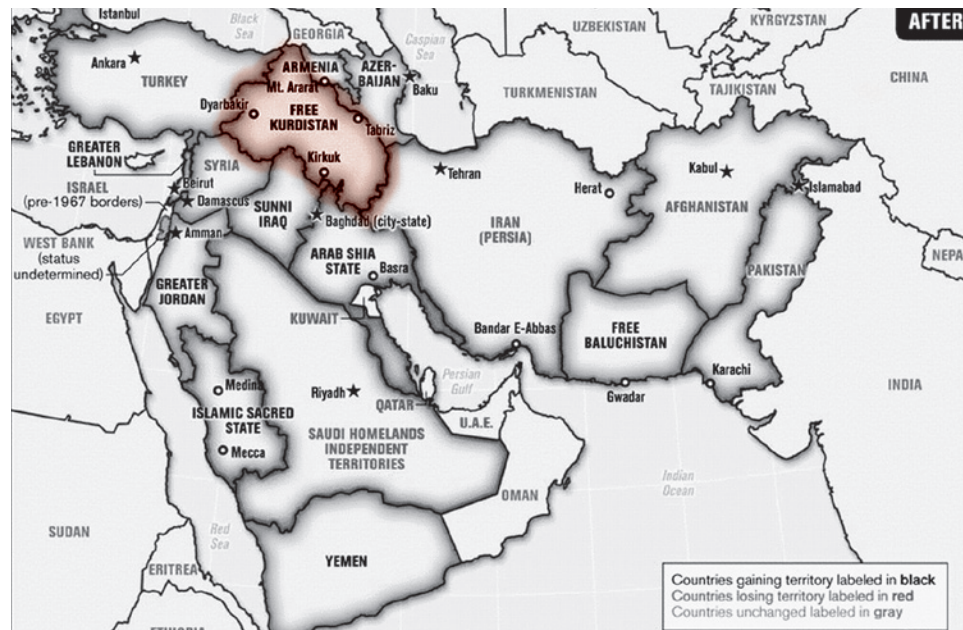 AFTER
Istanbul
Black
Sea
GEORGIA
Caspian
Sea
UZBEKISTAN
KYRGYZSTAN
Ankara
TURKEY
ARMENIA
AZER-
BAIJAN
Mt. Ararat
Baku
TURKMENISTAN
TAJIKISTAN
CHINA
Dyarbakir
FREE
KURDISTAN
Tabriz
GREATER
LEBANON
SYRIA
Kirkuk
Tehran
Herat
Kabul
Islamabad
ISRAEL
(pre-1967 borders)
Beirut
Damascus
SUNNI
IRAQ
Baghdad (city-state)
IRAN
(PERSIA)
AFGHANISTAN
WEST BANK
(status
undetermined)
Amman
ARAB SHIA
STATE
Basra
NEPA
PAKISTAN
GREATER
JORDAN
EGYPT
KUWAIT
Bandar E-Abbas
FREE
BALUCHISTAN
Karachi
Persian
Gulf
Gwadar
INDIA
Medina
Riyadh
QATAR
U.A.E.
ISLAMIC SACRED
STATE
Mecca
SAUDI HOMELANDS
INDEPENDENT
TERRITORIES
OMAN
Indian
Ocean
SUDAN
Red
Sea
YEMEN
ERITREA
ETHIOPIA
Countries gaining territory labeled in black
Countries losing territory labeled in red
Countries unchanged labeled in gray